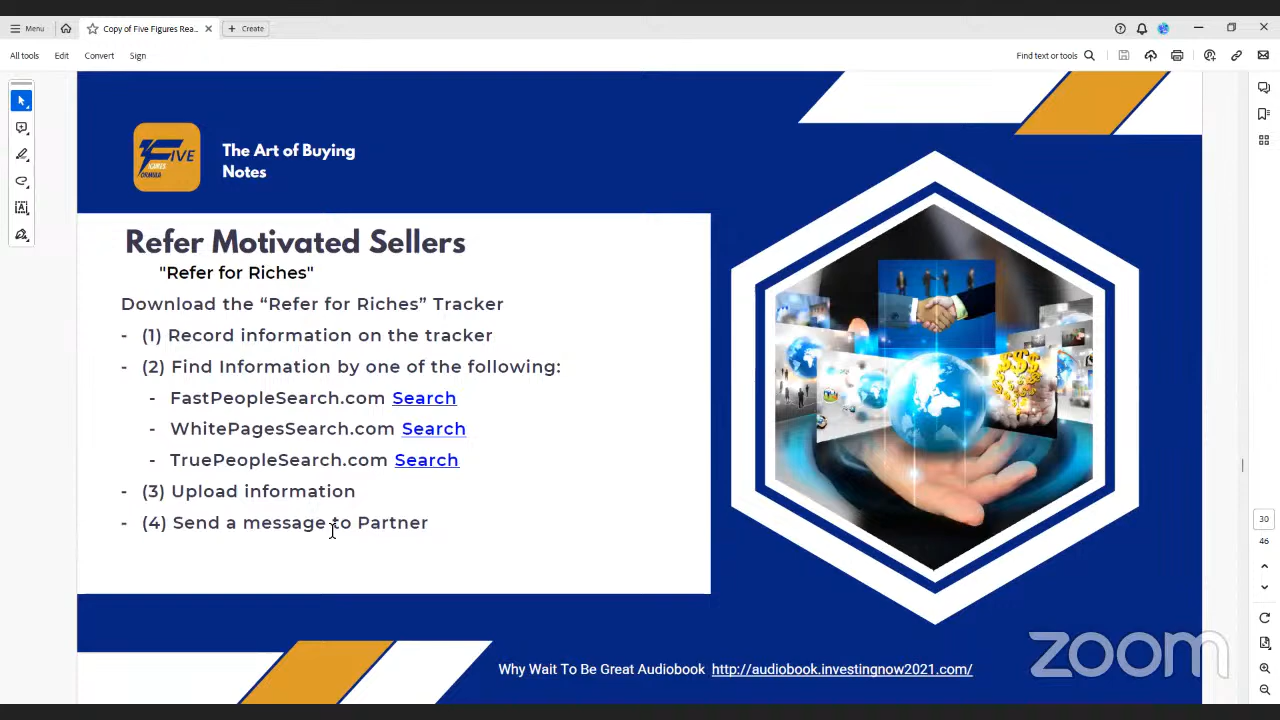 Menu
Copy of Five Figures Rea...
Create
All tools
Edit
Convert
Sign
Find text or tools
FIVE
FIGURES
FORMULA
The Art of Buying
Notes
Refer Motivated Sellers
"Refer for Riches"
Download the “Refer for Riches” Tracker
- (1) Record information on the tracker
- (2) Find Information by one of the following:
- FastPeopleSearch.com Search
- WhitePagesSearch.com Search
- TruePeopleSearch.com Search
- (3) Upload information
- (4) Send a message to Partner
$$$
30
46
zoom
Why Wait To Be Great Audiobook http://audiobook.investingnow2021.com/